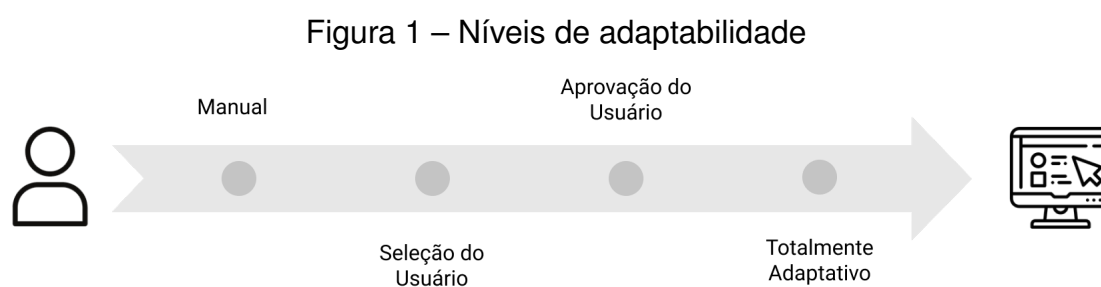 Figura 1 – Níveis de adaptabilidade
Manual
Seleção do
Usuário
Aprovação do
Usuário
Totalmente
Adaptativo